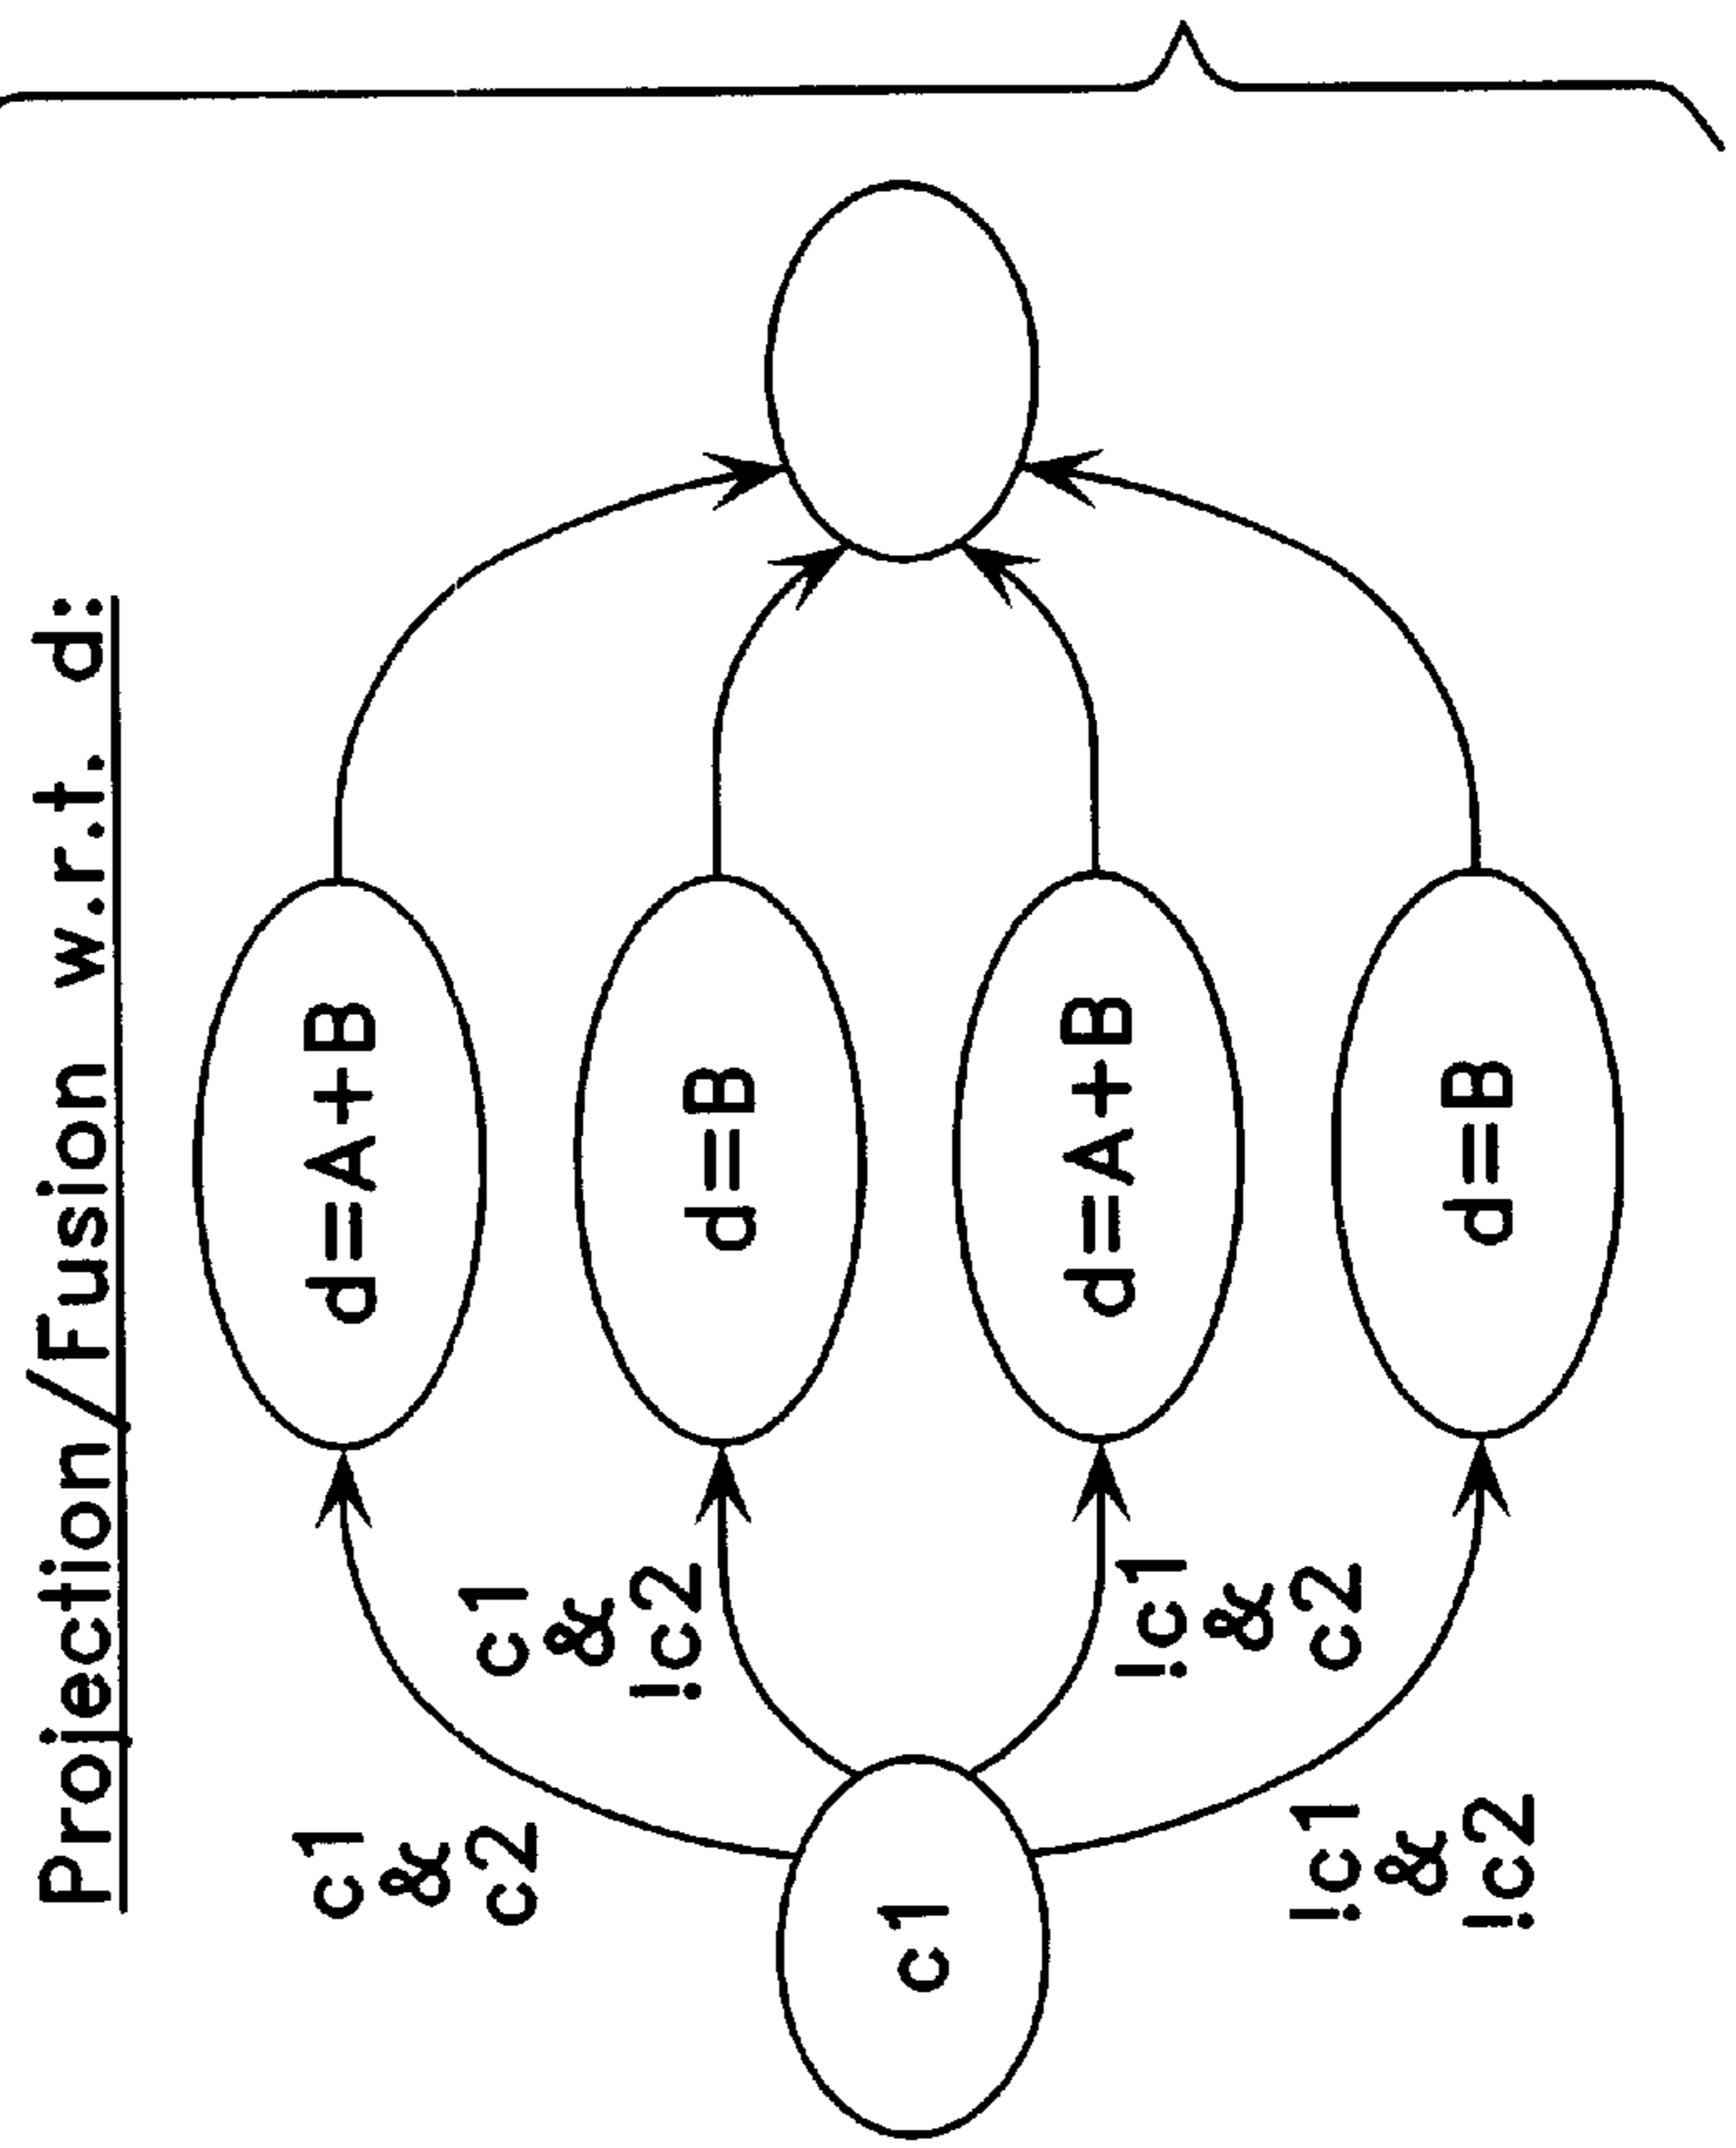 Projection/Fusion w.r.t. d:
c1
&
c2
d=A+B
c1
&
!c2
d=B
c1
!c1
&
c2
d=A+B
!c1
&
!c2
d=B